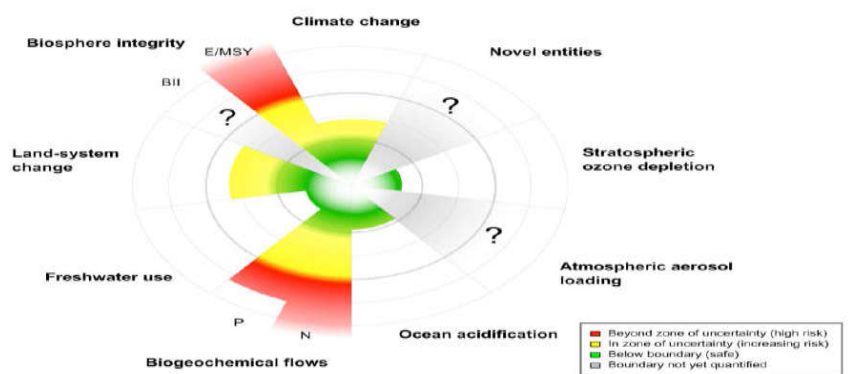 Climate change
Biosphere integrity
E/MSY
Novel entities
BII
?
?
Land-system
change
Stratospheric
ozone depletion
?
Freshwater use
Atmospheric aerosol
loading
P
N
Ocean acidification
Biogeochemical flows
Beyond zone of uncertainty (high risk)
In zone of uncertainty (increasing risk)
Below boundary (safe)
Boundary not yet quantified